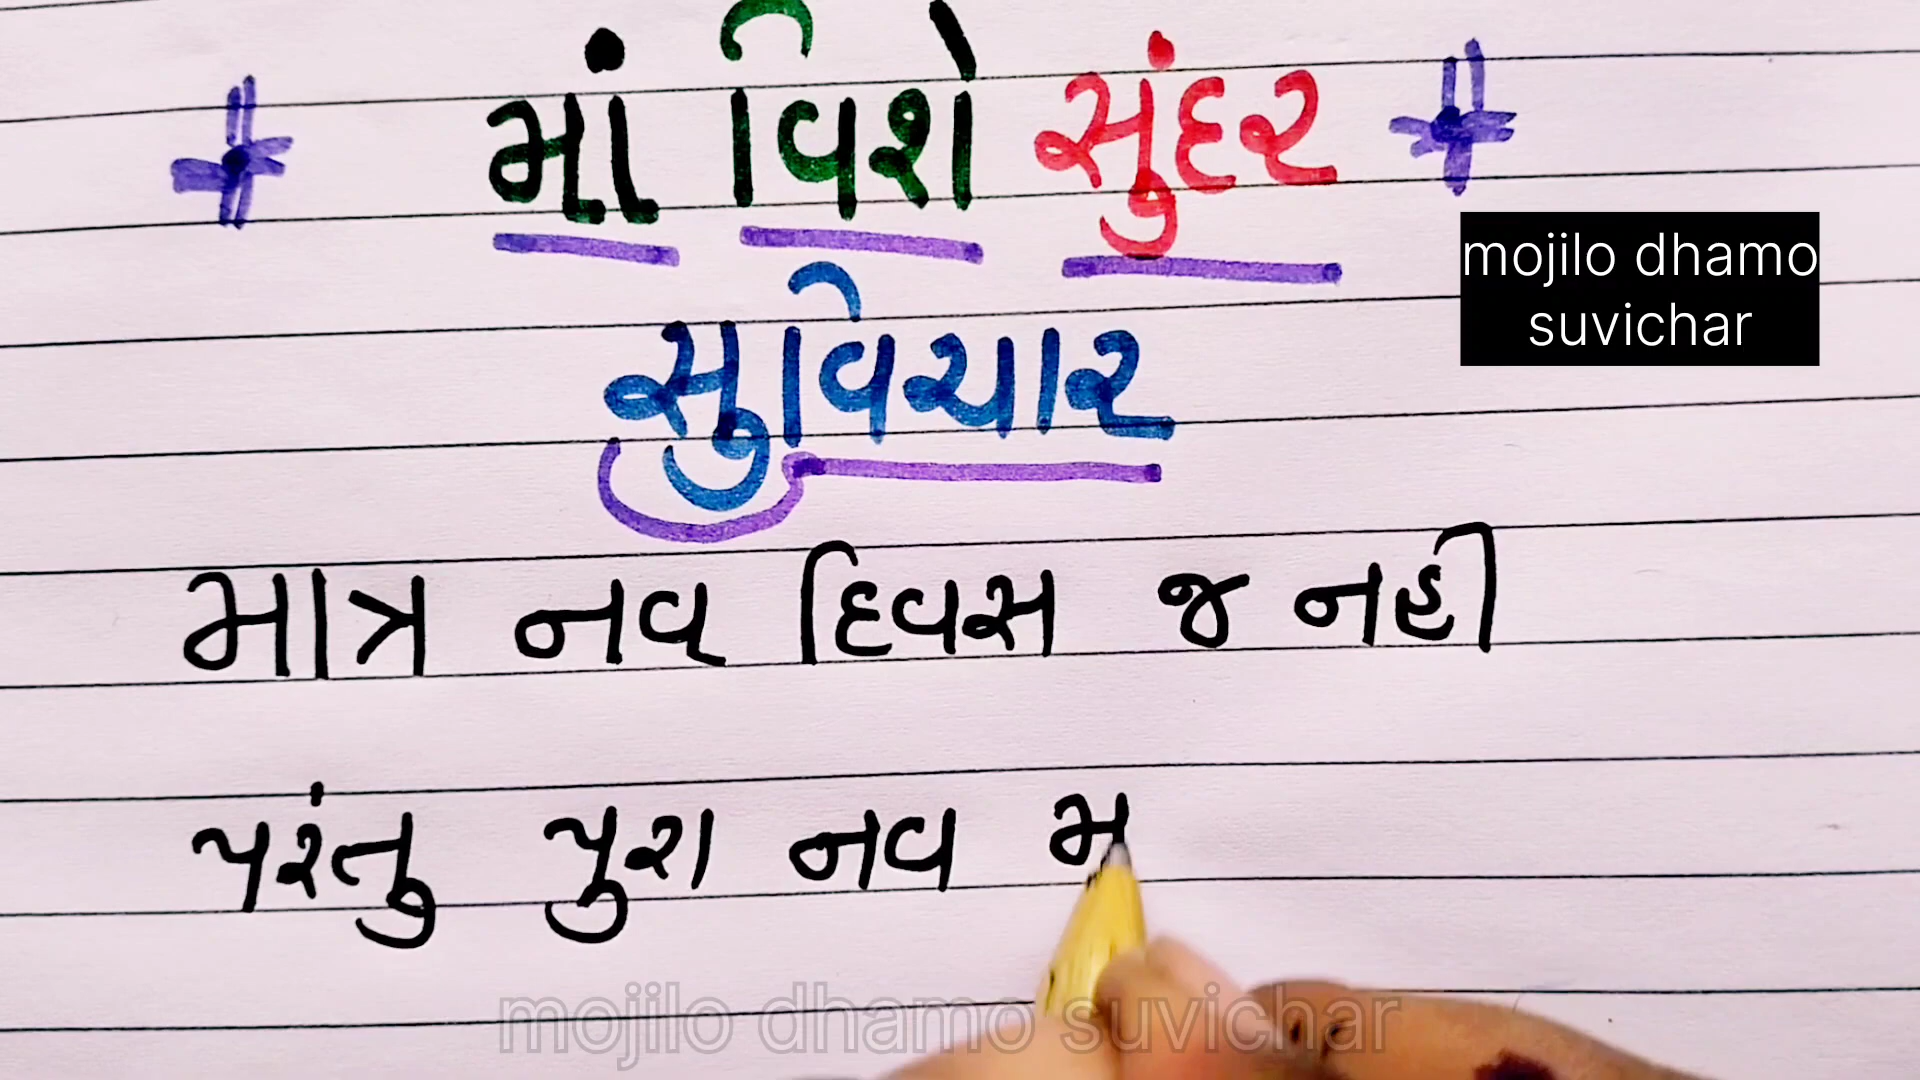 માં વિશે સુંદર
mojilo dhamo
suvichar
સુવિચાર
માત્ર નવ દિવસ જ નહી
પરંતુ પુરા નવ મ
mojilo dhamo suvichar